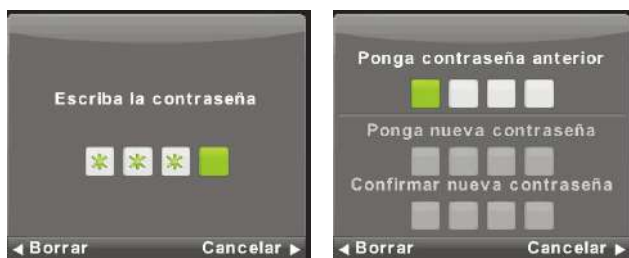 Escriba la contraseña
* * * 
◀ Borrar Cancelar ▶
Ponga contraseña anterior
Ponga nueva contraseña
Confirmar nueva contraseña
◀ Borrar Cancelar ▶